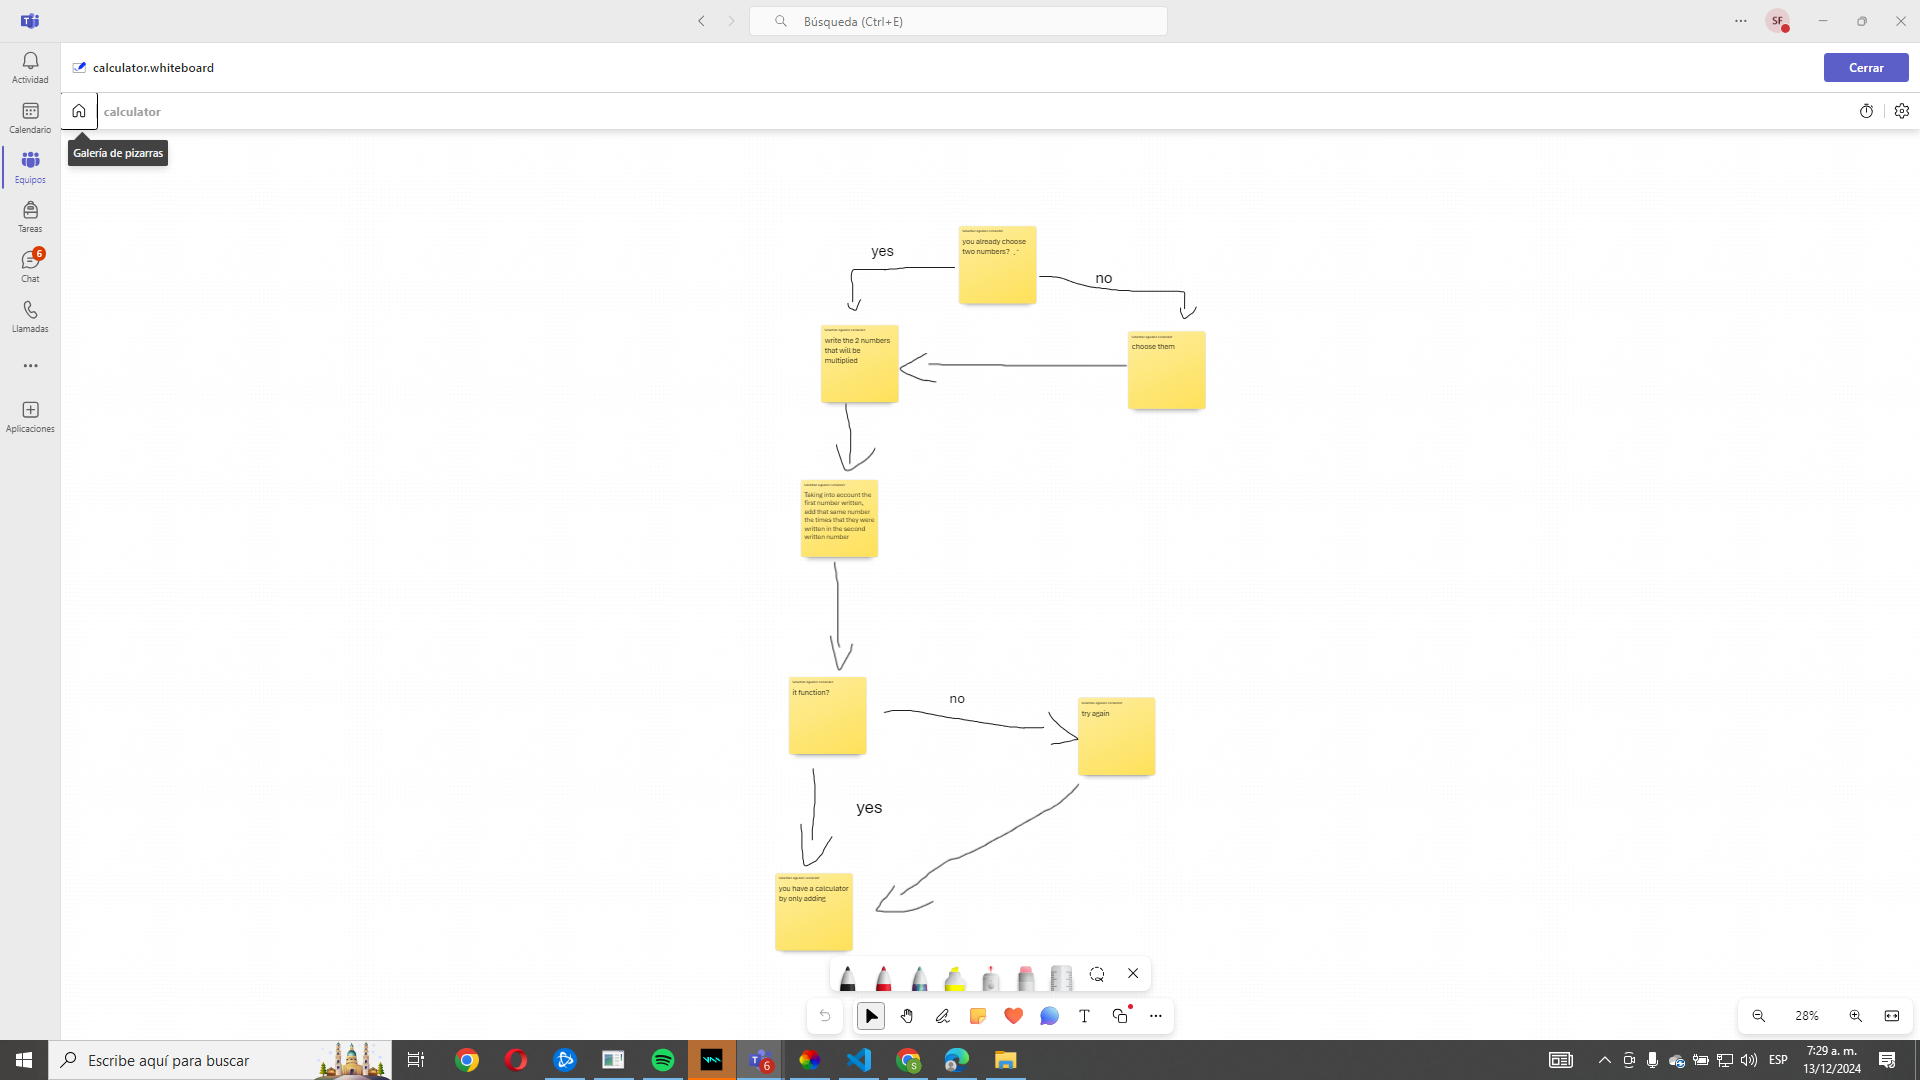 Búsqueda (Ctrl+E)
SF
Actividad
Calendario
Equipos
Tareas
6
Chat
Llamadas
Aplicaciones
calculator.whiteboard
Cerrar
calculator
Galería de pizarras
you already choose
two numbers?
yes
no
write the 2 numbers
that will be
multiplied
choose them
Taking into account the
first number written,
add that same number
the times that they were
written in the second
written number
it function?
no
try again
yes
you have a calculator
by only adding
28%
Escribe aquí para buscar
6
S
ESP
7:29 a. m.
13/12/2024